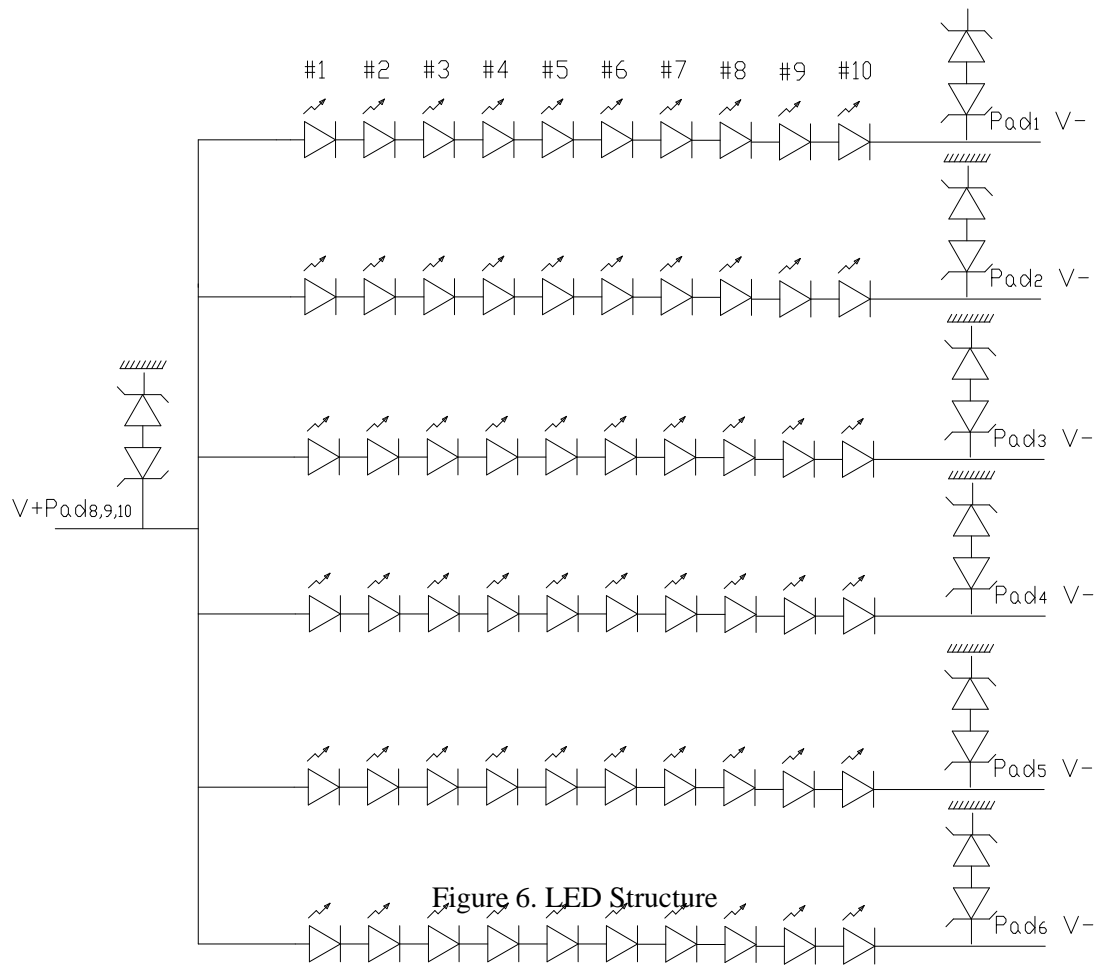 #1 #2 #3 #4 #5 #6 #7 #8 #9 #10
Pad1 V-
Pad2 V-
Pad3 V-
V+Pad8,9,10
Pad4 V-
Pad5 V-
Figure 6. LED Structure
Pad6 V-